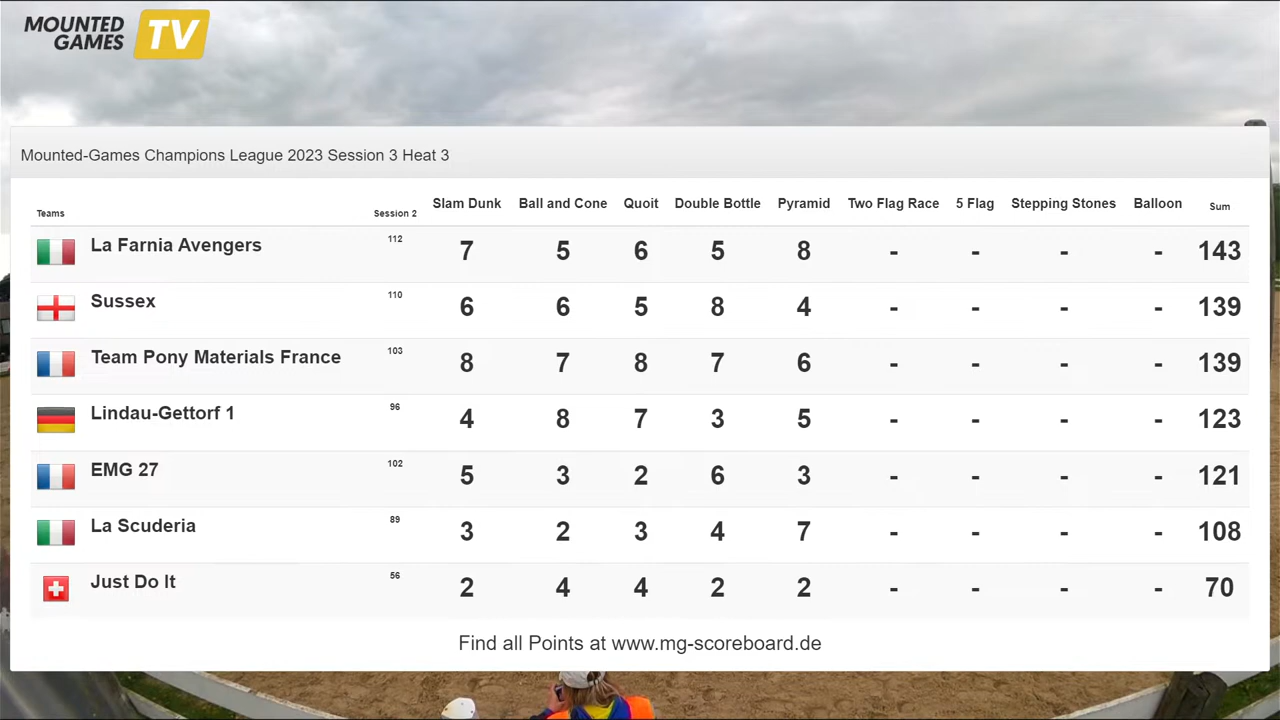 MOUNTED
GAMES
TV
Mounted-Games Champions League 2023 Session 3 Heat 3
Teams Session 2 Slam Dunk Ball and Cone Quoit Double Bottle Pyramid Two Flag Race 5 Flag Stepping Stones Balloon Sum
La Farnia Avengers 112 7 5 6 5 8 - - - - 143
Sussex 110 6 6 5 8 4 - - - - 139
Team Pony Materials France 103 8 7 8 7 6 - - - - 139
Lindau-Gettorf 1 96 4 8 7 3 5 - - - - 123
EMG 27 102 5 3 2 6 3 - - - - 121
La Scuderia 89 3 2 3 4 7 - - - - 108
Just Do It 56 2 4 4 2 2 - - - - 70
Find all Points at www.mg-scoreboard.de